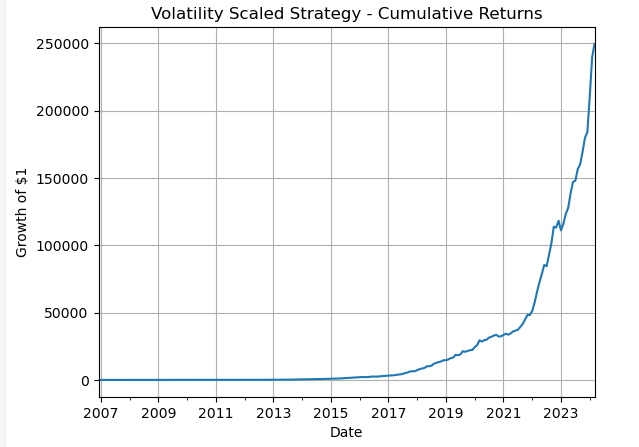 Volatility Scaled Strategy - Cumulative Returns
250000
200000
150000
100000
50000
0
Growth of $1
2007 2009 2011 2013 2015 2017 2019 2021 2023
Date